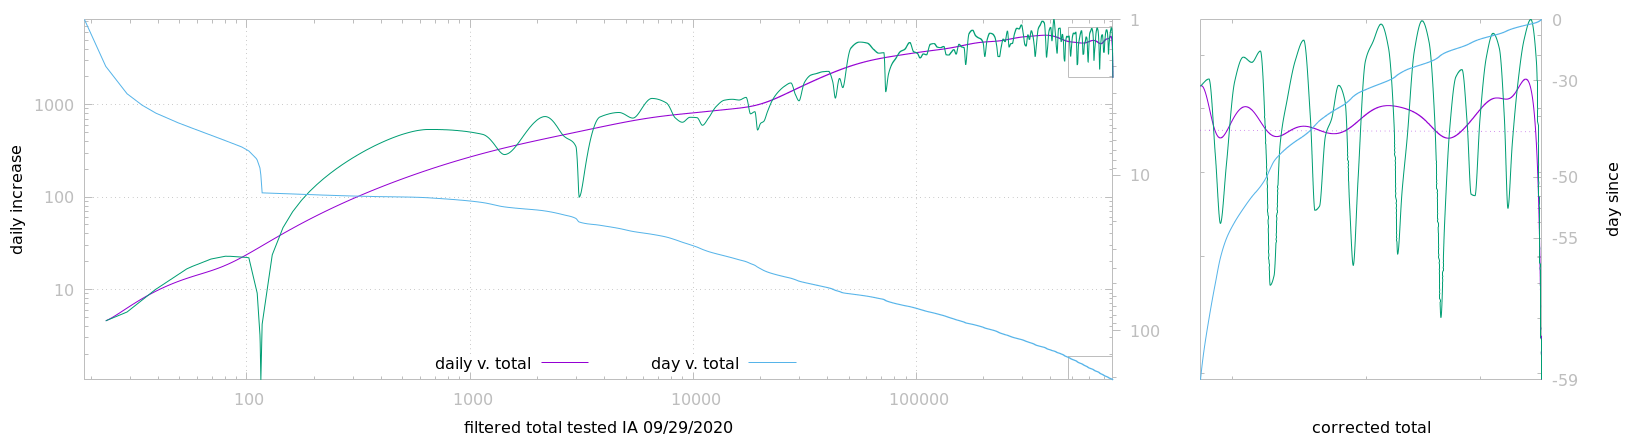 daily increase
1000
100
10
1
10
100
100
1000
10000
100000
daily v. total
day v. total
filtered total tested IA 09/29/2020
0
-30
-50
-55
-59
day since
corrected total